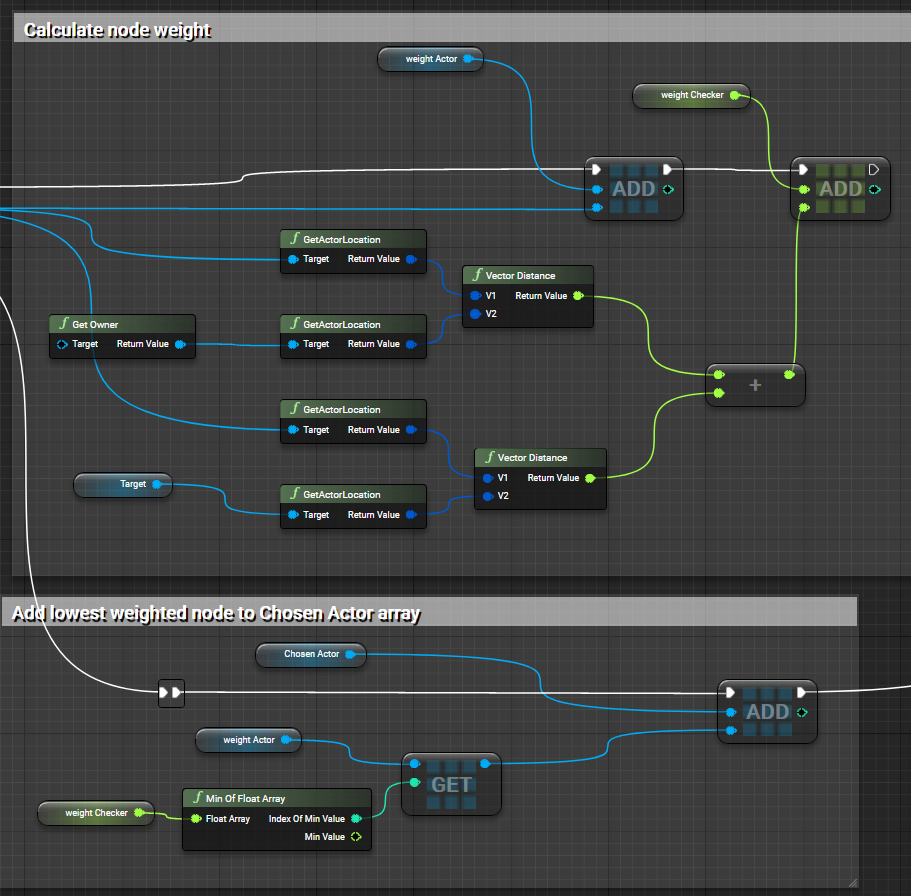 Calculate node weight
weight Actor
weight Checker
ADD
ADD
f GetActorLocation
Target Return Value
f Vector Distance
V1 Return Value
V2
f Get Owner
Target Return Value
f GetActorLocation
Target Return Value
+
f GetActorLocation
Target Return Value
f Vector Distance
V1 Return Value
V2
Target
f GetActorLocation
Target Return Value
Add lowest weighted node to Chosen Actor array
Chosen Actor
ADD
weight Actor
GET
f Min Of Float Array
weight Checker
Float Array Index Of Min Value
Min Value